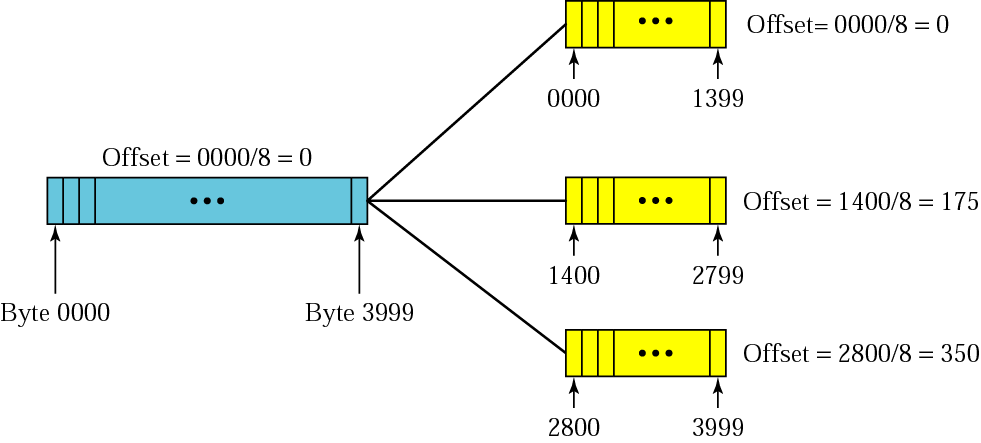 Offset= 0000/8 = 0
0000 1399
Offset = 0000/8 = 0
Offset = 1400/8 = 175
1400 2799
Byte 0000 Byte 3999
Offset = 2800/8 = 350
2800 3999